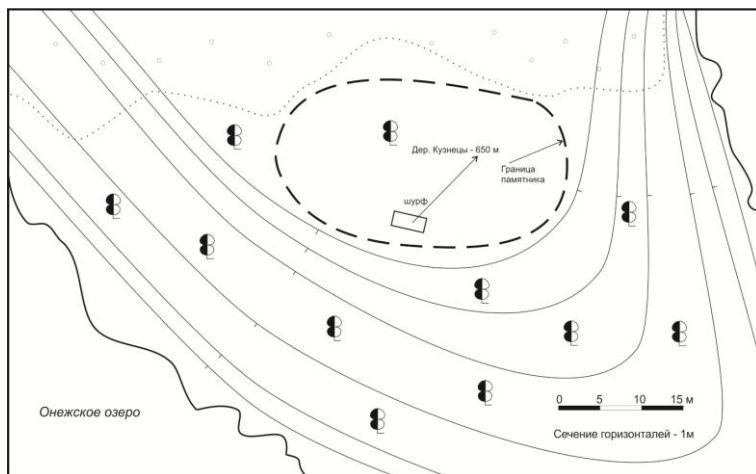 Дер. Кузнецы - 650 м
Граница
памятника
шурф
Онежское озеро
0 5 10 15 м
Сечение горизонталей - 1м